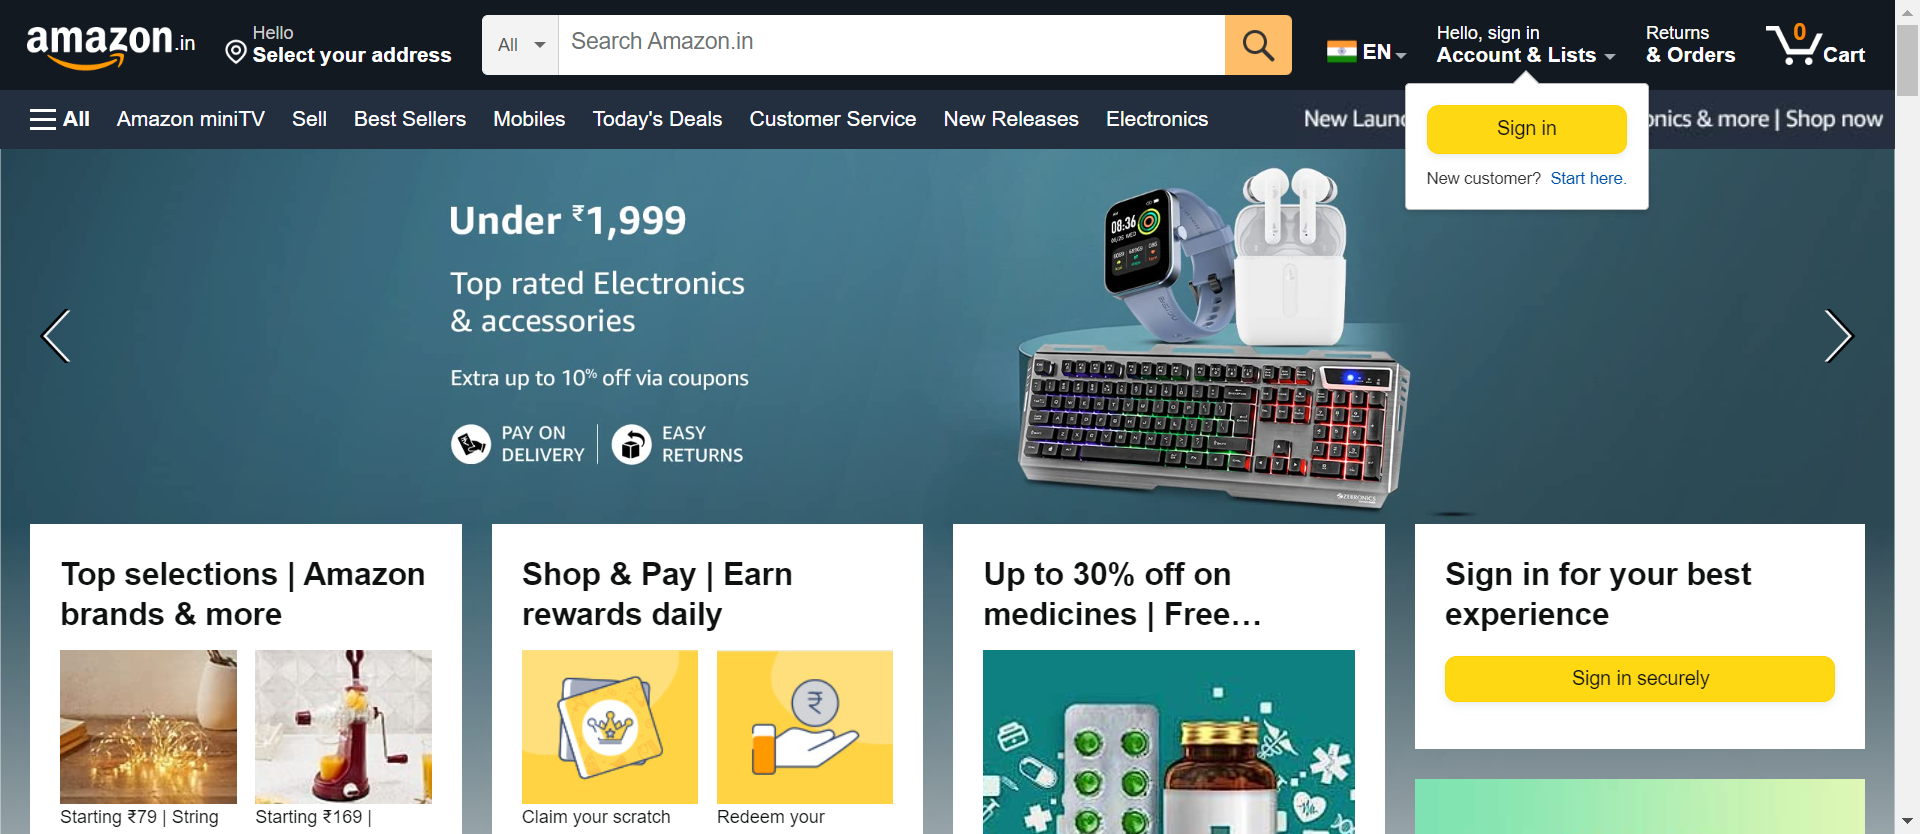 amazon.in
Hello
Select your address
All
Search Amazon.in
EN
Hello, sign in
Account & Lists
Returns
& Orders
0
Cart
All
Amazon miniTV
Sell
Best Sellers
Mobiles
Today's Deals
Customer Service
New Releases
Electronics
New Laun
onics & more | Shop now
Sign in
New customer? Start here.
Under ₹1,999
Top rated Electronics
& accessories
Extra up to 10% off via coupons
PAY ON
DELIVERY
EASY
RETURNS
08:36
ZEBRONICS
Top selections | Amazon
brands & more
Shop & Pay | Earn
rewards daily
Up to 30% off on
medicines | Free…
Sign in for your best
experience
Sign in securely
Starting ₹79 | String
Starting ₹169 |
Claim your scratch
Redeem your